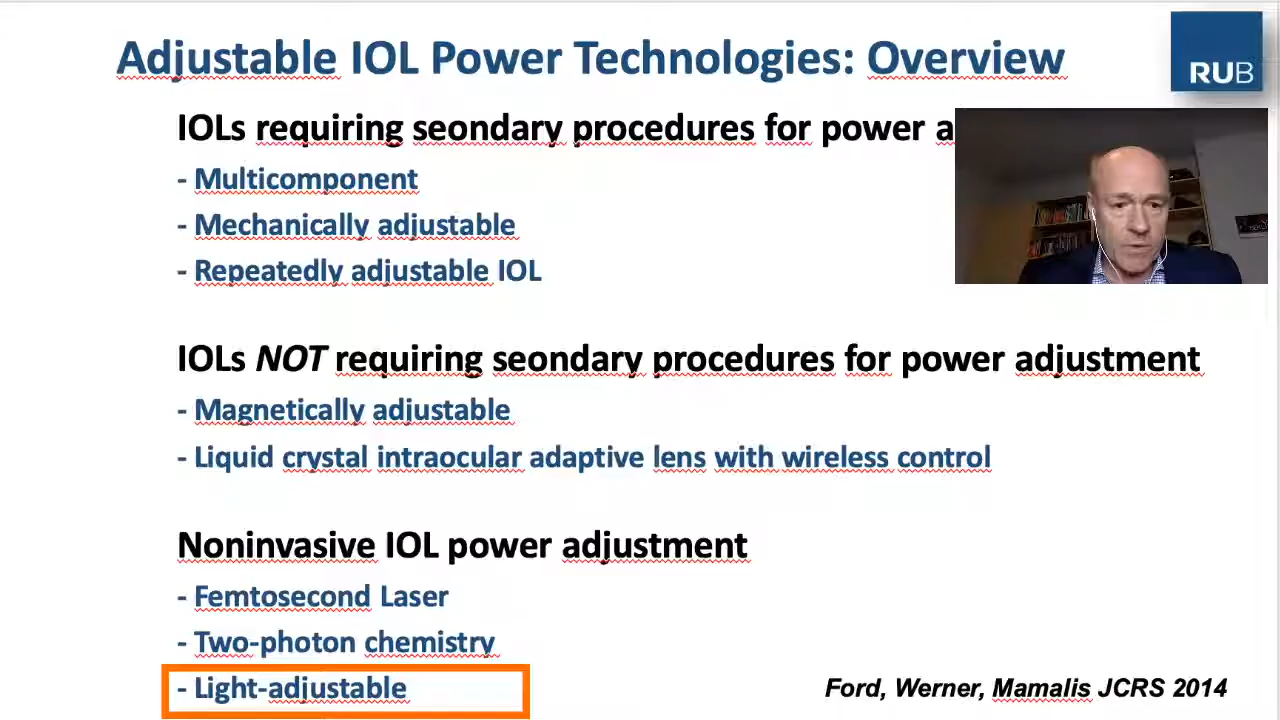 Adjustable IOL Power Technologies: Overview
RUB
IOLs requiring seondary procedures for power a
- Multicomponent
- Mechanically adjustable
- Repeatedly adjustable IOL
IOLs NOT requiring seondary procedures for power adjustment
- Magnetically adjustable
- Liquid crystal intraocular adaptive lens with wireless control
Noninvasive IOL power adjustment
- Femtosecond Laser
- Two-photon chemistry
- Light-adjustable
Ford, Werner, Mamalis JCRS 2014